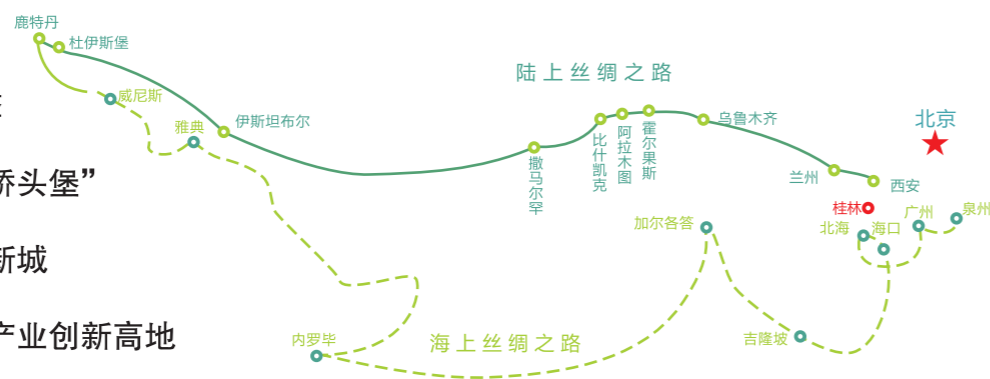 鹿特丹
杜伊斯堡
威尼斯
雅典
伊斯坦布尔
陆上丝绸之路
撒马尔罕
比什凯克
阿拉木图
霍尔果斯
乌鲁木齐
北京
兰州
西安
桂林
广州
泉州
北海
海口
加尔各答
吉隆坡
内罗毕
海上丝绸之路
桥头堡”
新城
产业创新高地